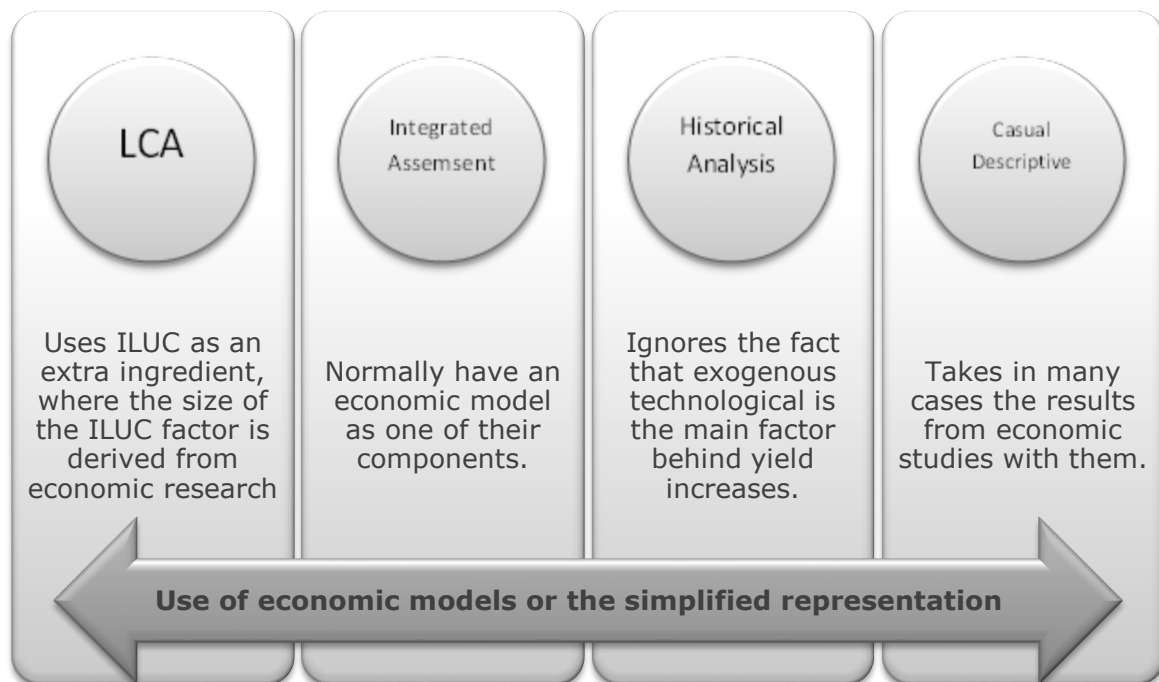 LCA
Uses ILUC as an
extra ingredient,
where the size of
the ILUC factor is
derived from
economic research
Integrated
Assemsent
Normally have an
economic model
as one of their
components.
Historical
Analysis
Ignores the fact
that exogenous
technological is
the main factor
behind yield
increases.
Casual
Descriptive
Takes in many
cases the results
from economic
studies with them.
Use of economic models or the simplified representation